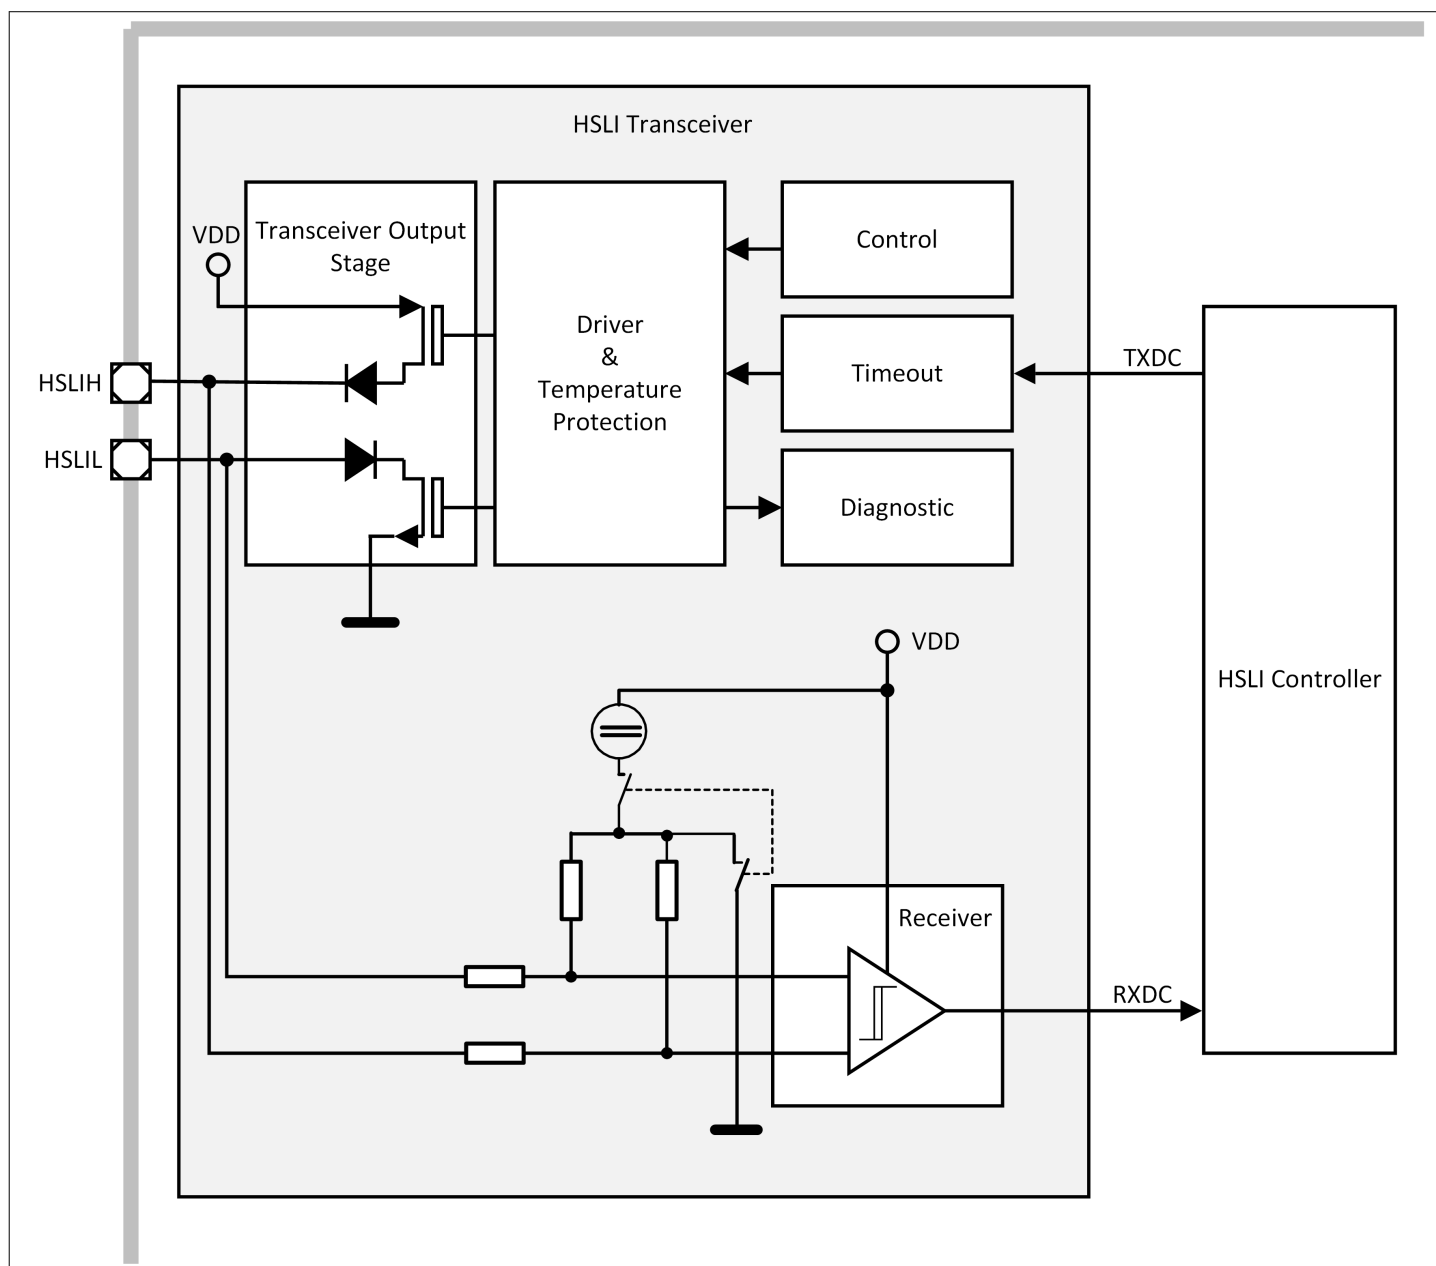 HSLI Transceiver
VDD
Transceiver Output
Stage
Driver
&
Temperature
Protection
Control
Timeout
Diagnostic
TXDC
HSLIH
HSLIL
VDD
HSLI Controller
Receiver
RXDC